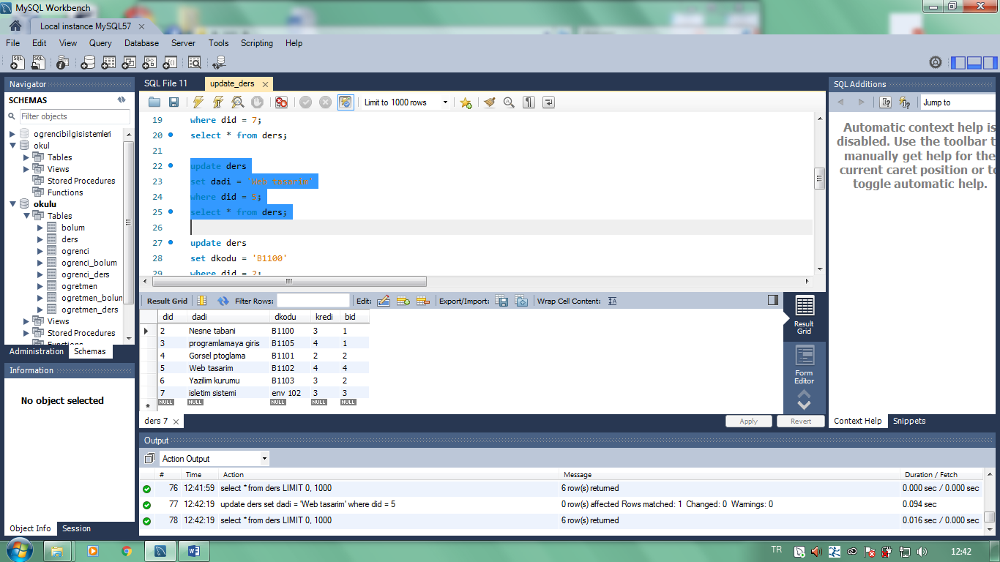 MySQL Workbench
Local instance MySQL57
File Edit View Query Database Server Tools Scripting Help
Navigator
SCHEMAS
Filter objects
ogrencibilgisistemleri
okul
Tables
Views
Stored Procedures
Functions
okulu
Tables
bolum
ders
ogrenci
ogrenci_bolum
ogrenci_ders
ogretmen
ogretmen_bolun
ogretmen_ders
Views
Stored Procedures
Functions
Administration Schemas
Information
No object selected
Object Info Session
SQL File 11 update_ders
Limit to 1000 rows
19 where did = 7;
20 select * from ders;
21
22 update ders
23 set dadi = 'Web tasarim'
24 where did = 5;
25 select * from ders;
26
27 update ders
28 set dkodu = 'B1100'
29 where did = 2;
Result Grid Filter Rows: Edit: Export/Import: Wrap Cell Content:
did dadi dkodu kredi bid
2 Nesne tabani B1100 3 1
3 programlamaya giris B1105 4 1
4 Gorsel ptoglama B1101 2 2
5 Web tasarim B1102 4 4
6 Yazilim kurumu B1103 3 2
7 isletim sistemi env 102 3 3
NULL NULL NULL NULL NULL
Result Grid
Form Editor
ders 7
Apply Revert
Output
Action Output
# Time Action Message Duration / Fetch
76 12:41:59 select * from ders LIMIT 0, 1000 6 row(s) returned 0.000 sec / 0.000 sec
77 12:42:19 update ders set dadi = 'Web tasarim' where did = 5 0 row(s) affected Rows matched: 1 Changed: 0 Warnings: 0 0.094 sec
78 12:42:19 select * from ders LIMIT 0, 1000 6 row(s) returned 0.016 sec / 0.000 sec
SQL Additions
Jump to
Automatic context help is
disabled. Use the toolbar t
manually get help for the
current caret position or to
toggle automatic help.
Context Help Snippets
TR
12:42